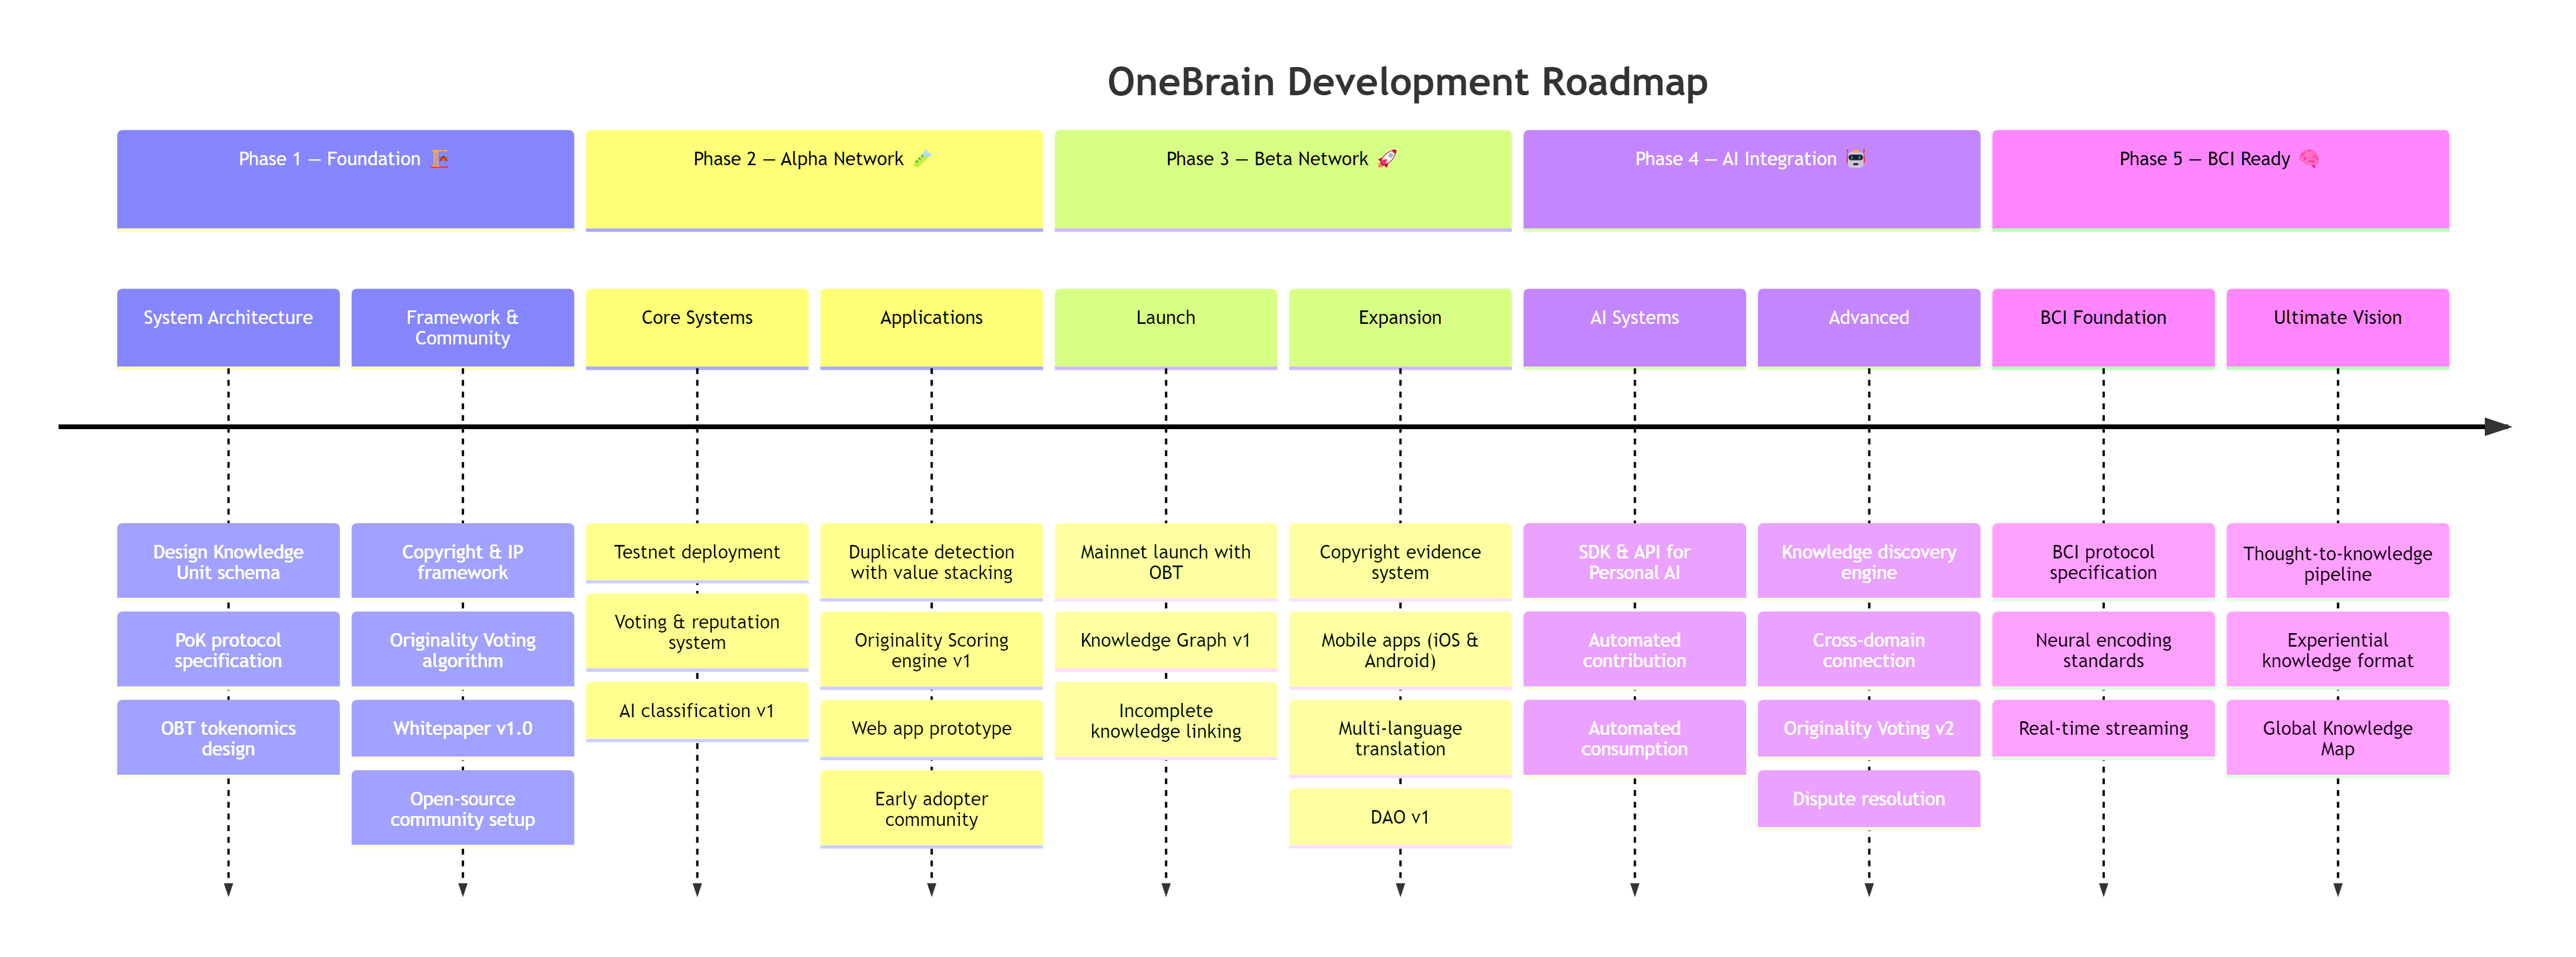 OneBrain Development Roadmap
Phase 1 — Foundation 🏗️
Phase 2 — Alpha Network 🧪
Phase 3 — Beta Network 🚀
Phase 4 — AI Integration 🤖
Phase 5 — BCI Ready 🧠
System Architecture
Framework &
Community
Core Systems
Applications
Launch
Expansion
AI Systems
Advanced
BCI Foundation
Ultimate Vision
Design Knowledge
Unit schema
PoK protocol
specification
OBT tokenomics
design
Copyright & IP
framework
Originality Voting
algorithm
Whitepaper v1.0
Open-source
community setup
Testnet deployment
Voting & reputation
system
AI classification v1
Duplicate detection
with value stacking
Originality Scoring
engine v1
Web app prototype
Early adopter
community
Mainnet launch with
OBT
Knowledge Graph v1
Incomplete
knowledge linking
Copyright evidence
system
Mobile apps (iOS &
Android)
Multi-language
translation
DAO v1
SDK & API for
Personal AI
Automated
contribution
Automated
consumption
Knowledge discovery
engine
Cross-domain
connection
Originality Voting v2
Dispute resolution
BCI protocol
specification
Neural encoding
standards
Real-time streaming
Thought-to-knowledge
pipeline
Experiential
knowledge format
Global Knowledge
Map